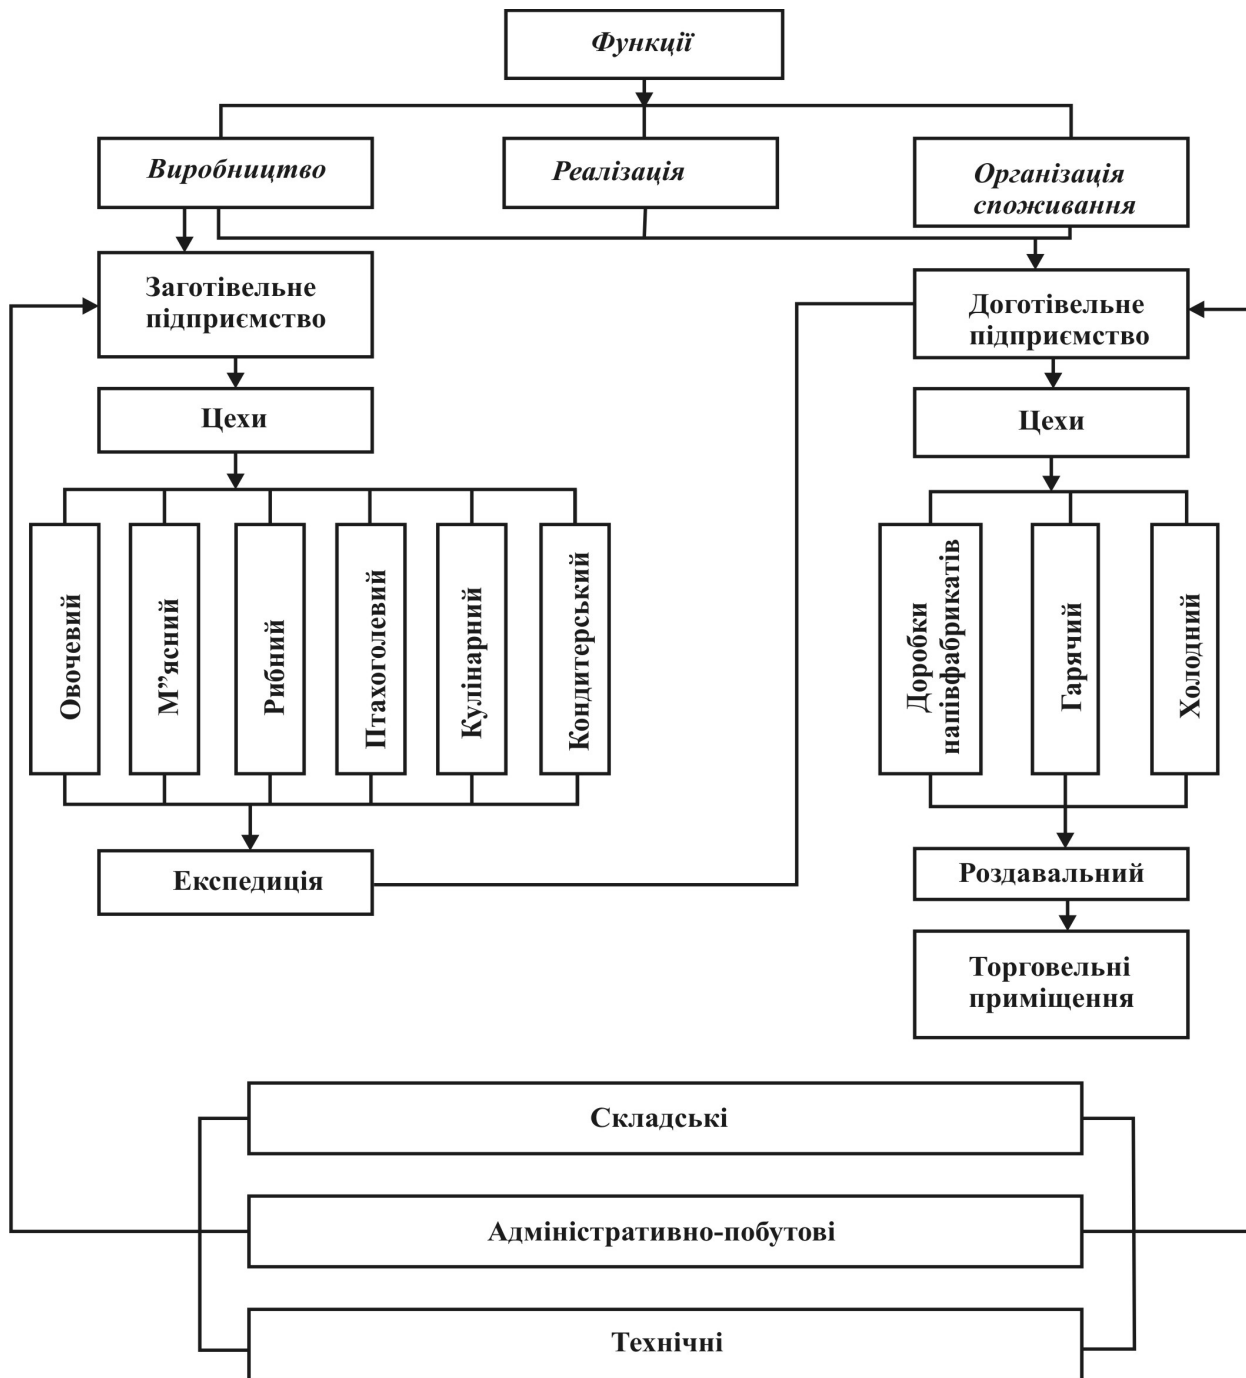 Функції
Виробництво
Реалізація
Організація
споживання
Заготівельне
підприємство
Доготівельне
підприємство
Цехи
Цехи
Овочевий
М”ясний
Рибний
Птахоголевий
Кулінарний
Кондитерський
Доробки
напівфабрикатів
Гарячий
Холодний
Експедиція
Роздавальний
Торговельні
приміщення
Складські
Адміністративно-побутові
Технічні